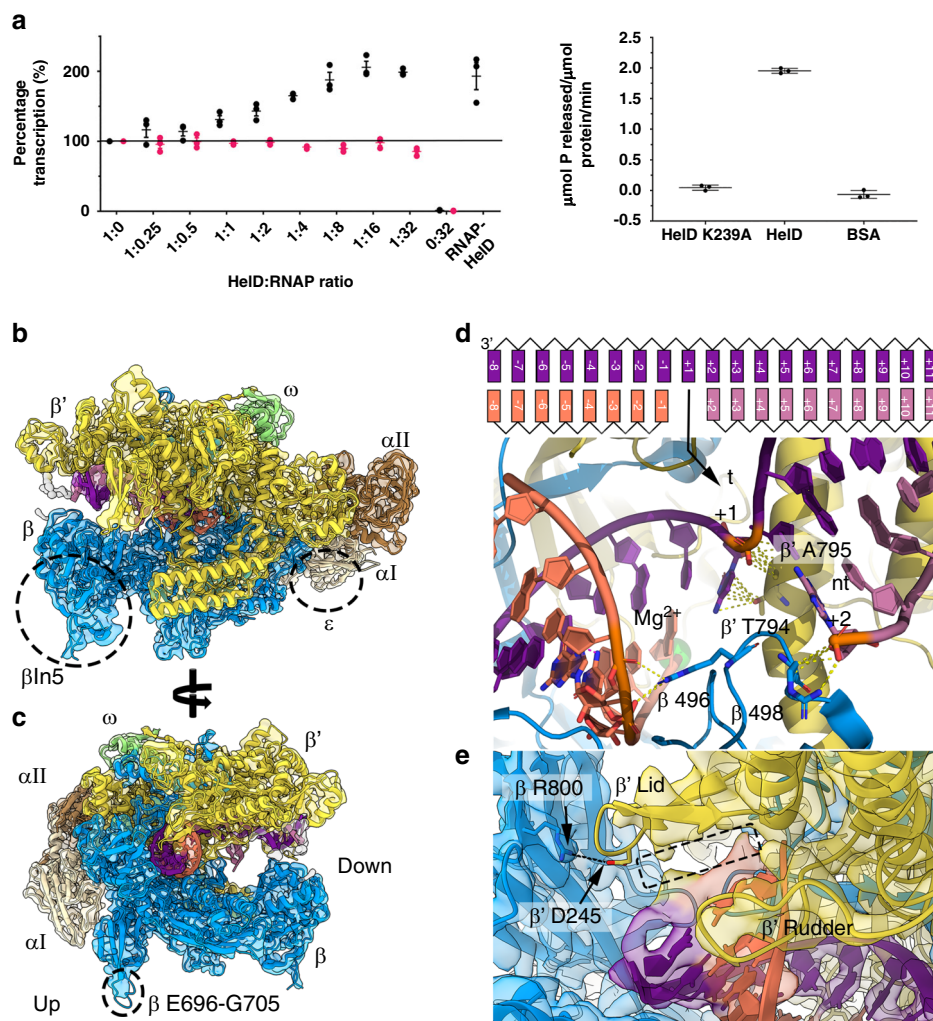 a
Percentage
transcription (%)
200
100
0
1:0
1:0.25
1:0.5
1:1
1:2
1:4
1:8
1:16
1:32
0:32
RNAP-
HelD
HelD:RNAP ratio
µmol P released/µmol
protein/min
2.5
2.0
1.5
1.0
0.5
0.0
-0.5
HelD K239A
HelD
BSA
b
β'
ω
αII
β
αI
ε
βIn5
c
ω
β'
αII
Down
αI
β
Up
β E696-G705
d
3'
-8 -7 -6 -5 -4 -3 -2 -1 +1 +2 +3 +4 +5 +6 +7 +8 +9 +10 +11
-8 -7 -6 -5 -4 -3 -2 -1 +2 +3 +4 +5 +6 +7 +8 +9 +10 +11
t
+1
β' A795
nt
Mg2+
β' T794
+2
β 496
β 498
e
β R800
β' Lid
β' D245
β' Rudder